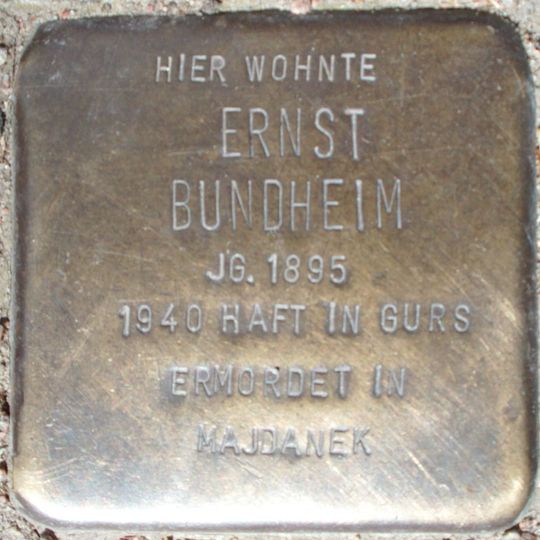 HIER WOHNTE
ERNST
BUNDHEIM
JG. 1895
1940 HAFT IN GURS
ERMORDET IN
MAJDANEK